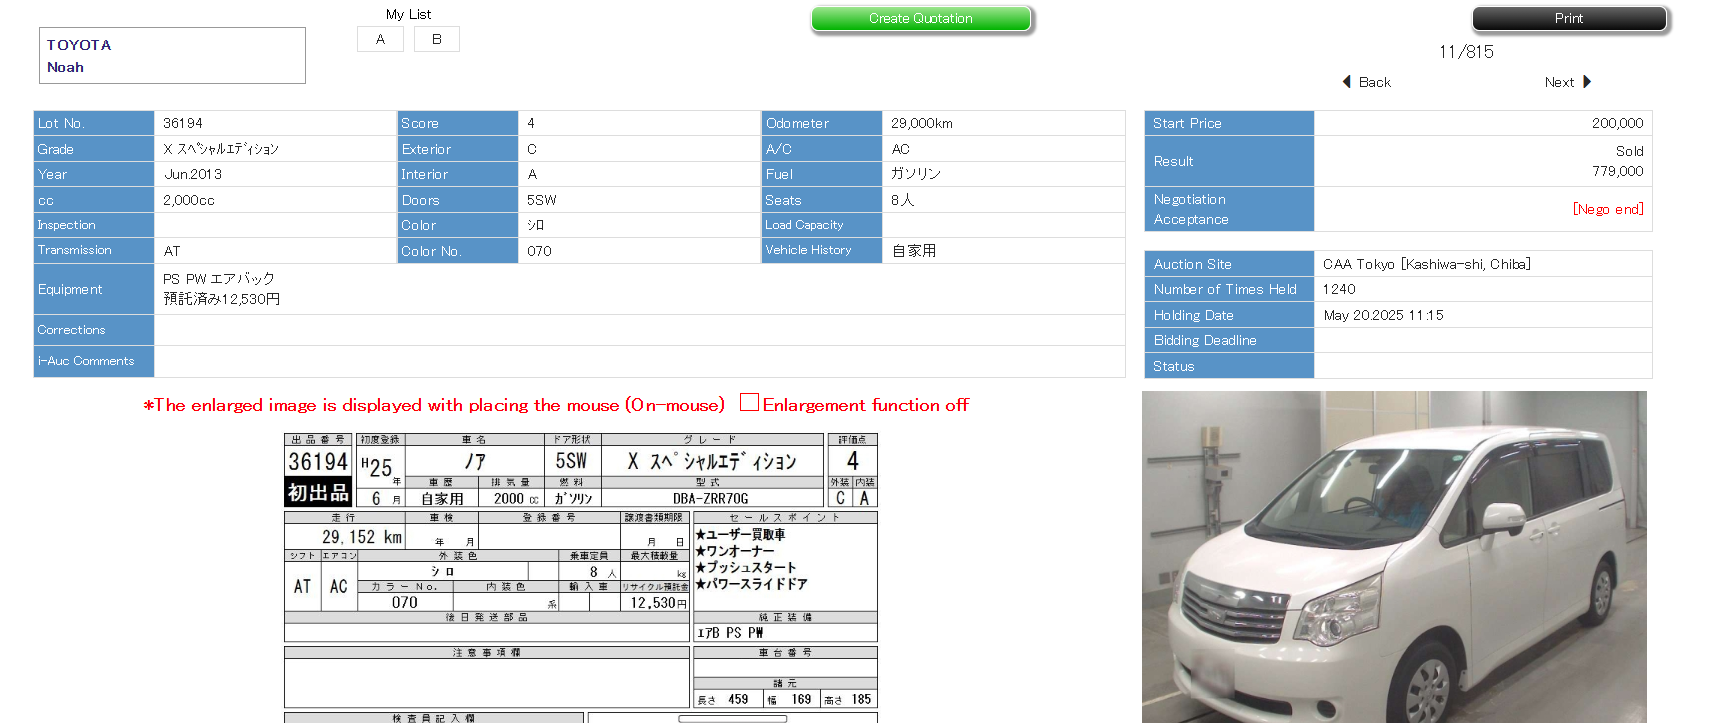 My List
A B
Create Quotation
Print
TOYOTA
Noah
11/815
Back Next
Lot No. 36194 Score 4 Odometer 29,000km
Grade X ｽﾍﾟｼｬﾙｴﾃﾞｨｼｮﾝ Exterior C A/C AC
Year Jun.2013 Interior A Fuel ガソリン
cc 2,000cc Doors 5SW Seats 8人
Inspection Color ｼﾛ Load Capacity
Transmission AT Color No. 070 Vehicle History 自家用
Equipment PS PW エアバック
預託済み12,530円
Corrections
i-Auc Comments
Start Price 200,000
Result Sold
779,000
Negotiation
Acceptance [Nego end]
Auction Site CAA Tokyo [Kashiwa-shi, Chiba]
Number of Times Held 1240
Holding Date May 20.2025 11:15
Bidding Deadline
Status
*The enlarged image is displayed with placing the mouse (On-mouse) Enlargement function off
出品番号 初度登録 車名 ドア形状 グレード 評価点
36194 H25年 ノア 5SW X スペシャルエディション 4
車歴 排気量 燃料 型式 外装 内装
初出品 6月 自家用 2000 cc ガソリン DBA-ZRR70G C A
走行 車検 登録番号 譲渡書類期限 セールスポイント
29,152 km 年 月 月 日
★ユーザー買取車
★ワンオーナー
★プッシュスタート
★パワースライドドア
シフト エアコン 外装色 乗車定員 最大積載量
AT AC シロ 8人 kg
カラーNo. 内装色 輸入車 リサイクル預託金
070 系 12,530円
後日発送部品 純正装備
エアB PS PW
注意事項欄 車台番号
諸元
長さ 459 幅 169 高さ 185
検査員記入欄